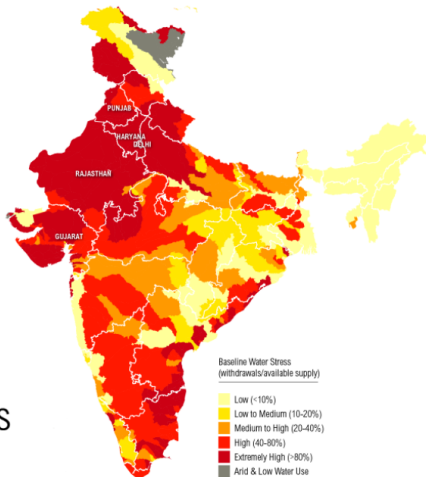 PUNJAB
HARYANA
DELHI
RAJASTHAN
GUJARAT
S
Baseline Water Stress
(withdrawals/available supply)
Low (<10%)
Low to Medium (10-20%)
Medium to High (20-40%)
High (40-80%)
Extremely High (>80%)
Arid & Low Water Use